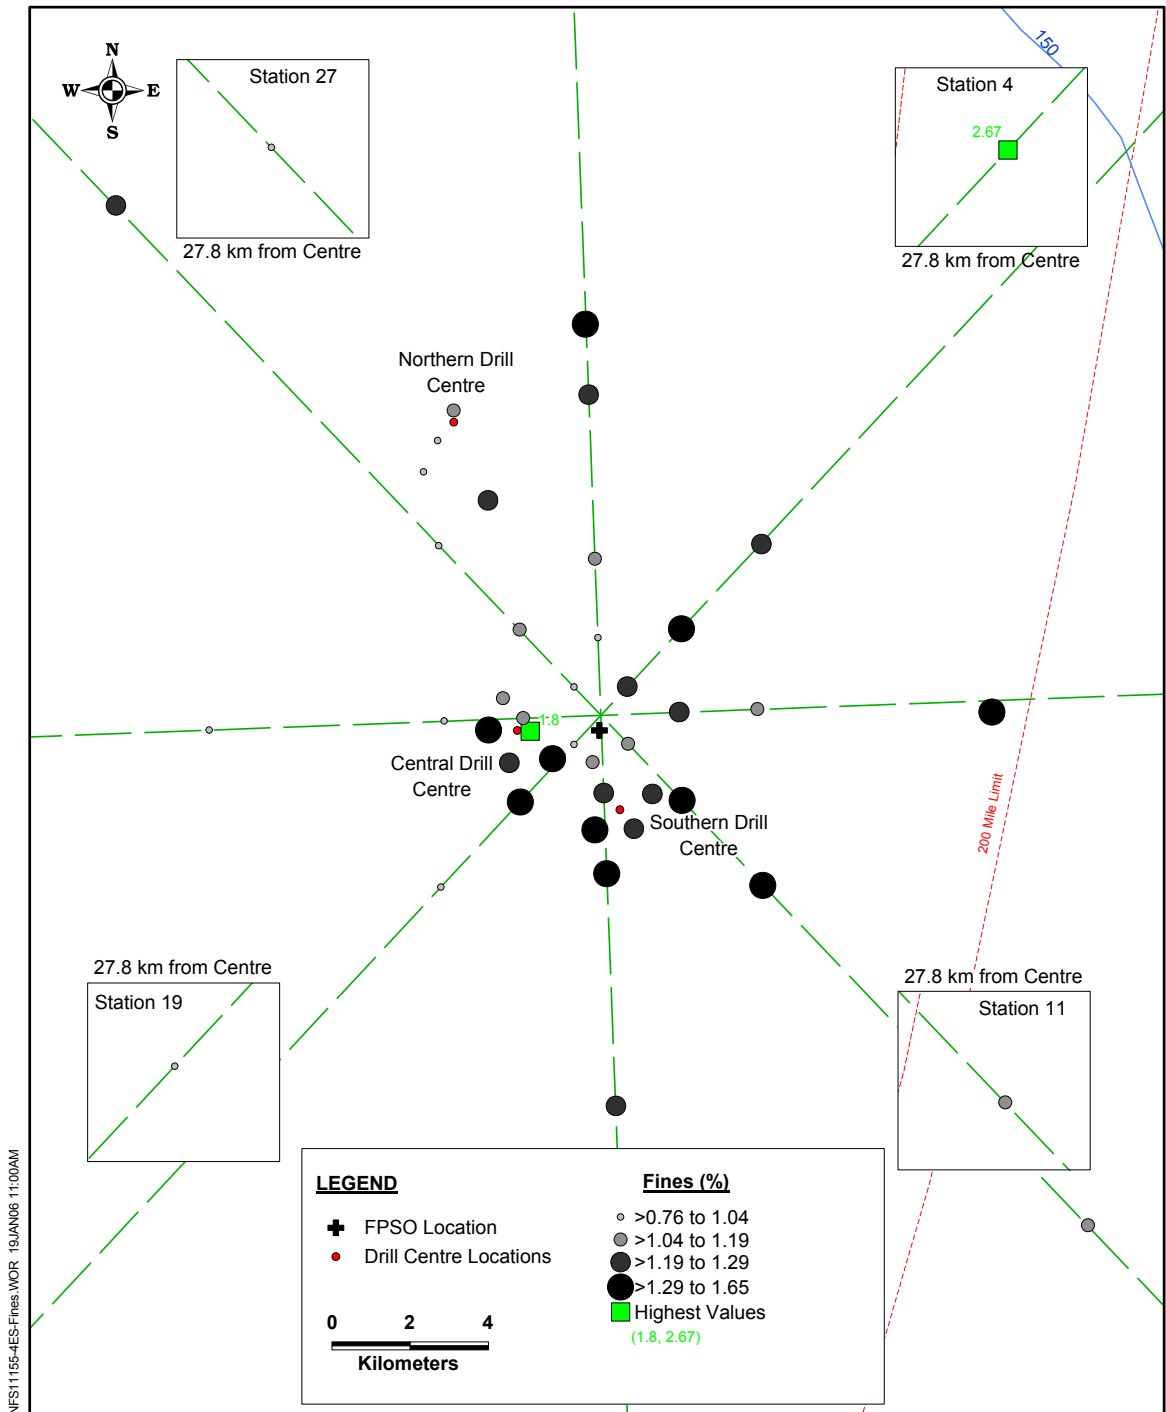 N
W E
S
Station 27
27.8 km from Centre
150
Station 4
2.67
27.8 km from Centre
Northern Drill
Centre
1.8
Central Drill
Centre
Southern Drill
Centre
200 Mile Limit
27.8 km from Centre
Station 19
27.8 km from Centre
Station 11
LEGEND
FPSO Location
Drill Centre Locations
0 2 4
Kilometers
Fines (%)
>0.76 to 1.04
>1.04 to 1.19
>1.19 to 1.29
>1.29 to 1.65
Highest Values
(1.8, 2.67)
NFS11155-4ES-Fines.WOR 19JAN06 11:00AM